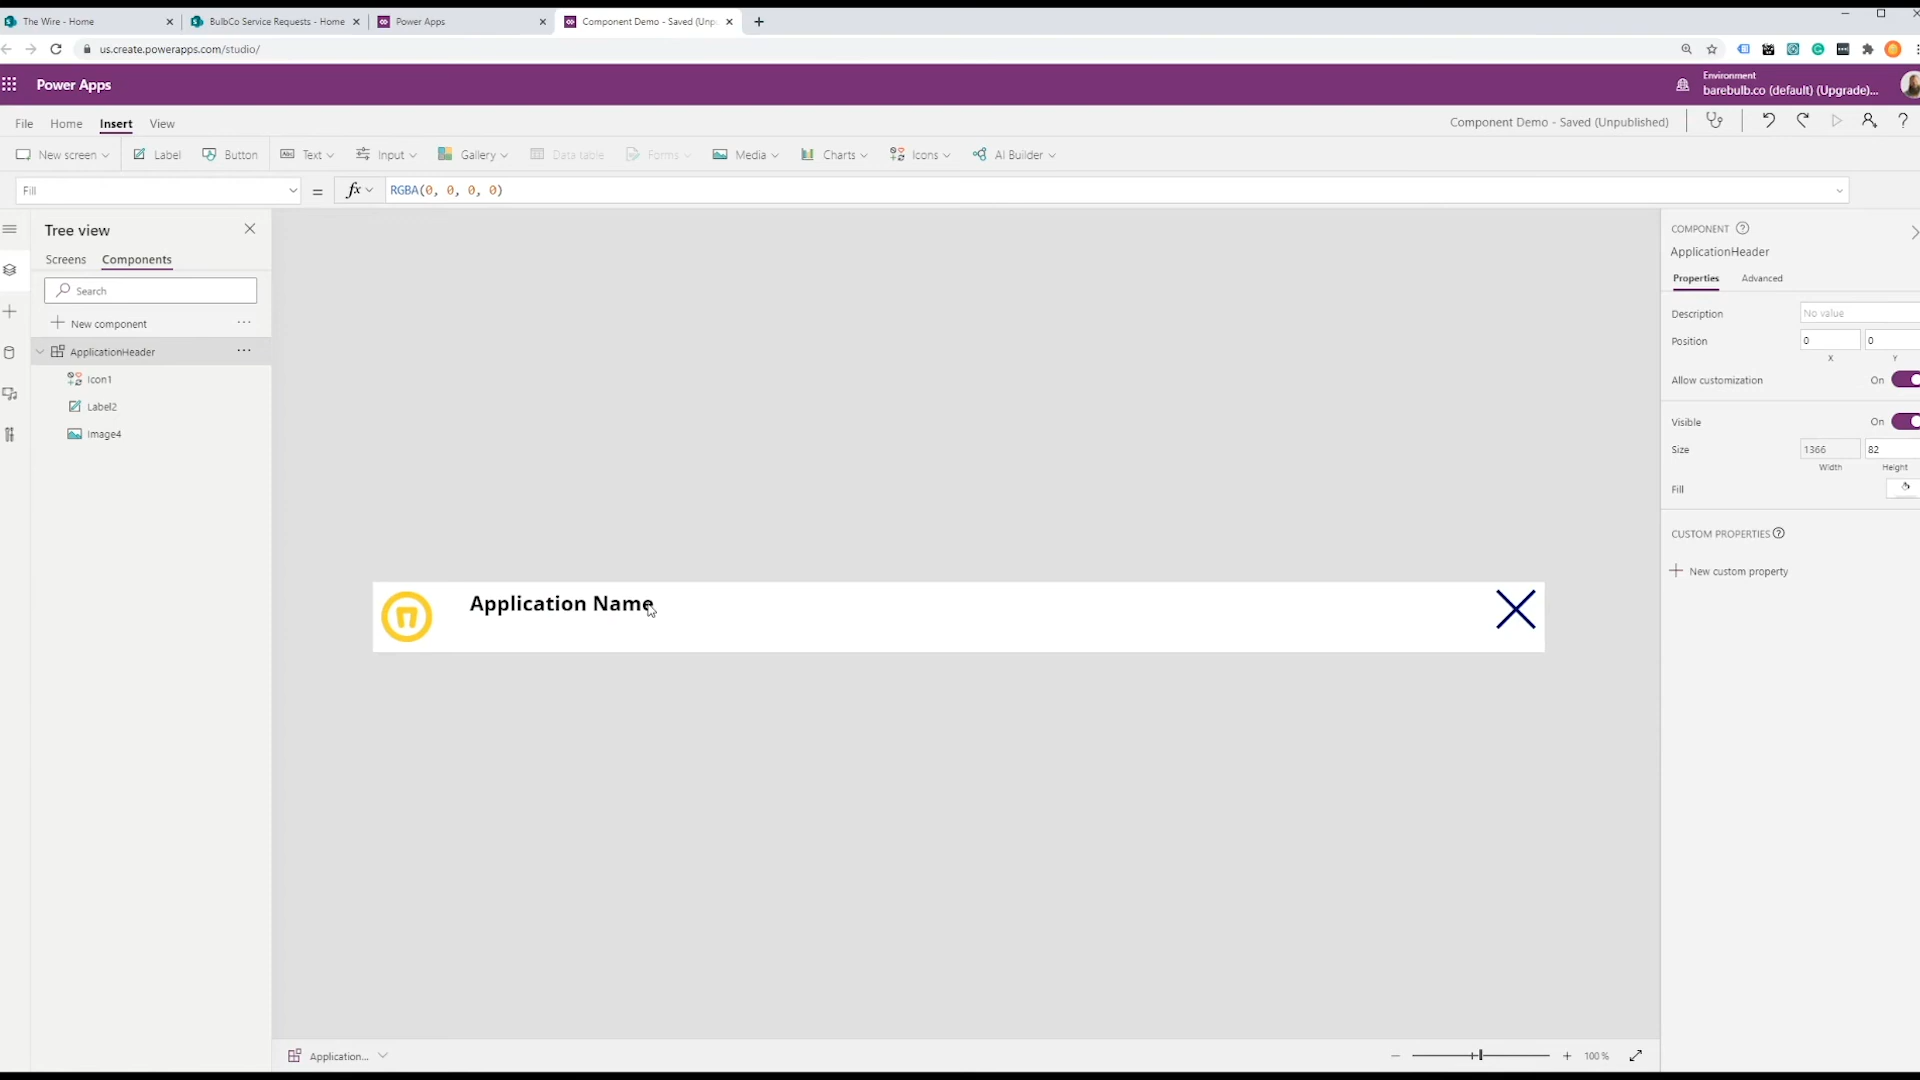 The Wire - Home
BulbCo Service Requests - Home
Power Apps
Component Demo - Saved (Unp
us.create.powerapps.com/studio/
Power Apps
Environment
barebulb.co (default) (Upgrade)...
File Home Insert View
Component Demo - Saved (Unpublished)
New screen Label Button Text Input Gallery Data table Forms Media Charts Icons AI Builder
Fill = fx RGBA(0, 0, 0, 0)
Tree view
Screens Components
Search
New component
ApplicationHeader
Icon1
Label2
Image4
Application Name
COMPONENT
ApplicationHeader
Properties Advanced
Description No value
Position 0 0
X Y
Allow customization On
Visible On
Size 1366 82
Width Height
Fill
CUSTOM PROPERTIES
New custom property
Application...
100 %